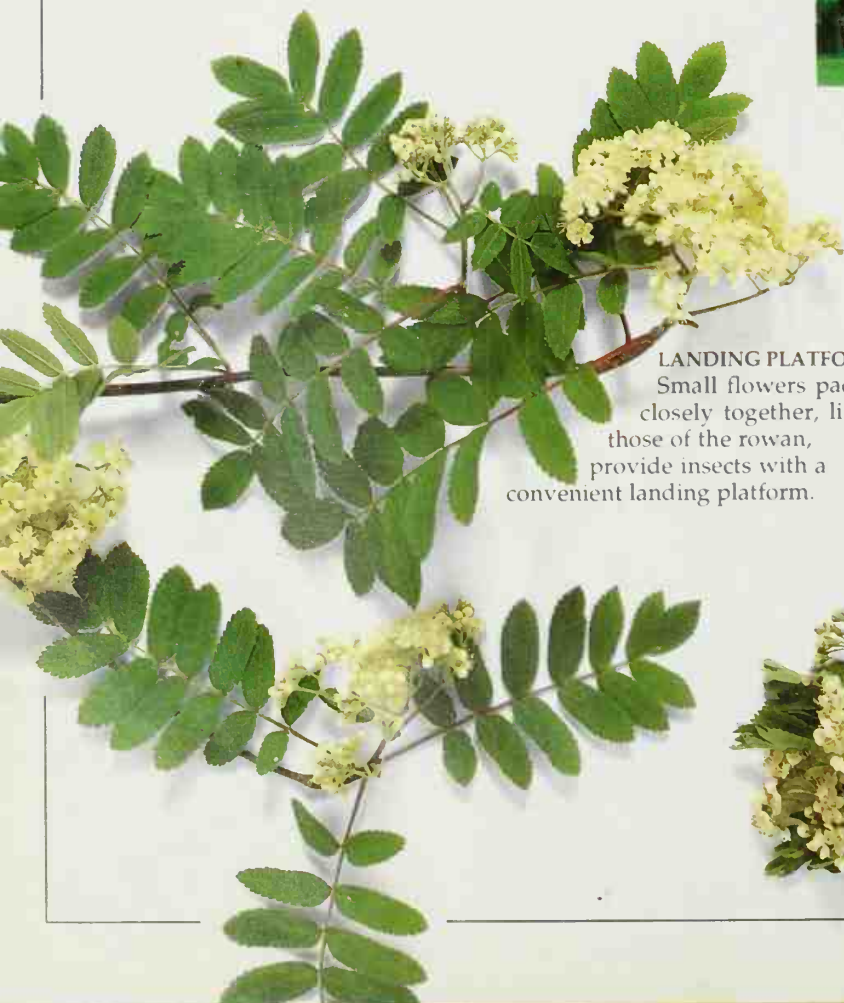 LANDING PLATFO
Small flowers pac
closely together, li
those of the rowan,
provide insects with a
convenient landing platform.